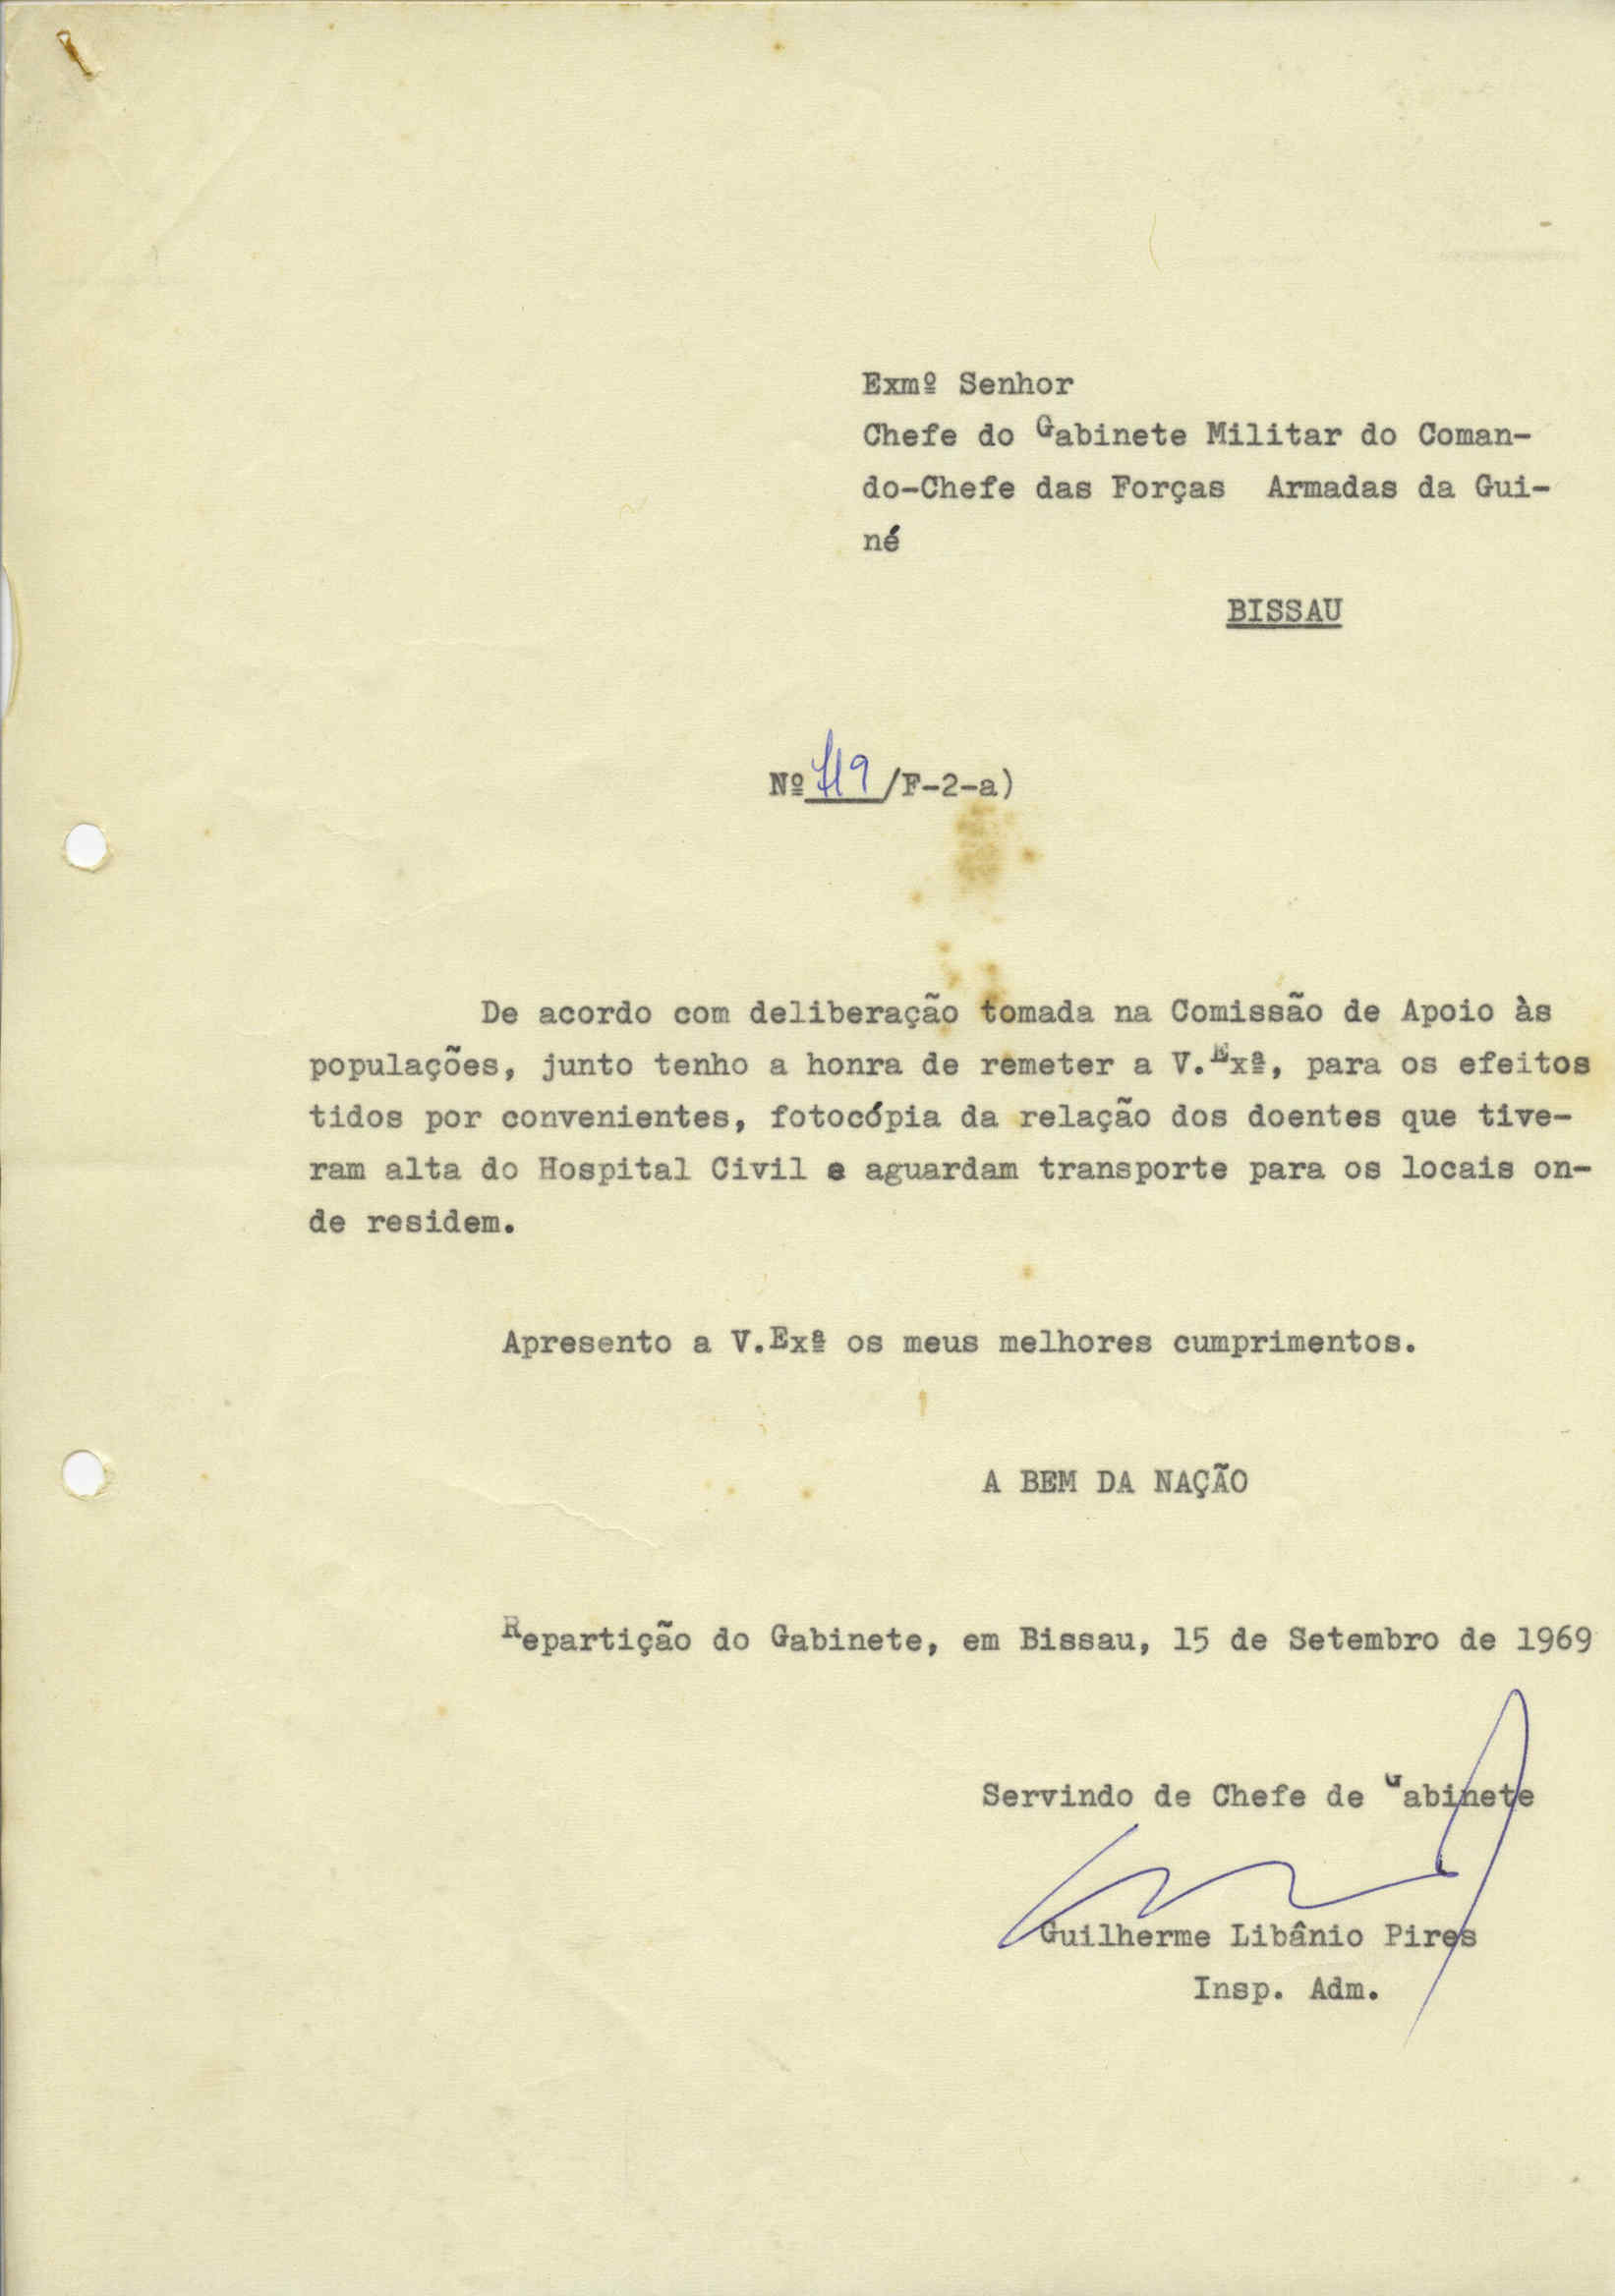 Exmº Senhor
Chefe do Gabinete Militar do Coman-
do-Chefe das Forças Armadas da Gui-
né
BISSAU
Nº /F-2-a)
De acordo com deliberação tomada na Comissão de Apoio às
populações, junto tenho a honra de remeter a V.Exª, para os efeitos
tidos por convenientes, fotocópia da relação dos doentes que tive-
ram alta do Hospital Civil e aguardam transporte para os locais on-
de residem.
Apresento a V.Exª os meus melhores cumprimentos.
A BEM DA NAÇÃO
Repartição do Gabinete, em Bissau, 15 de Setembro de 1969
Servindo de Chefe de Gabinete
Guilherme Libânio Pires
Insp. Adm.